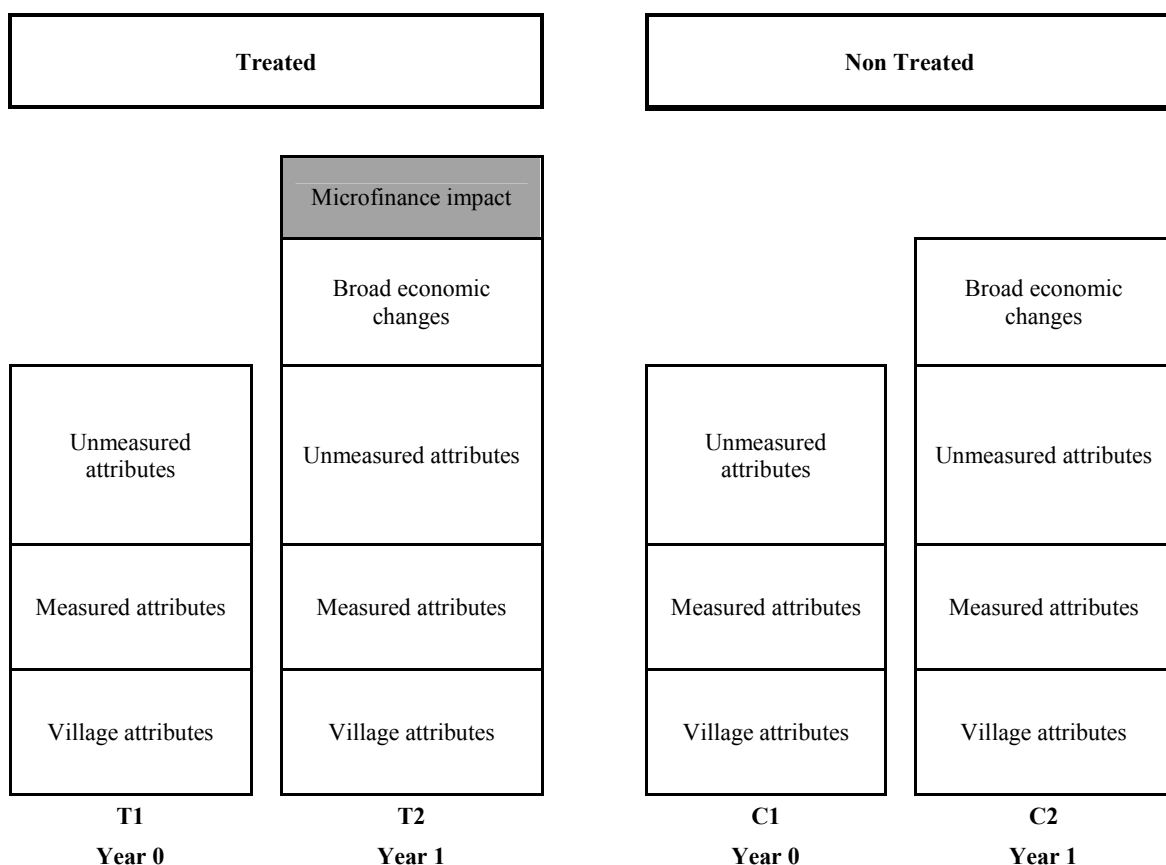 Treated
Non Treated
Microfinance impact
Broad economic
changes
Broad economic
changes
Unmeasured
attributes
Unmeasured attributes
Unmeasured
attributes
Unmeasured attributes
Measured attributes
Measured attributes
Measured attributes
Measured attributes
Village attributes
Village attributes
Village attributes
Village attributes
T1
T2
C1
C2
Year 0
Year 1
Year 0
Year 1